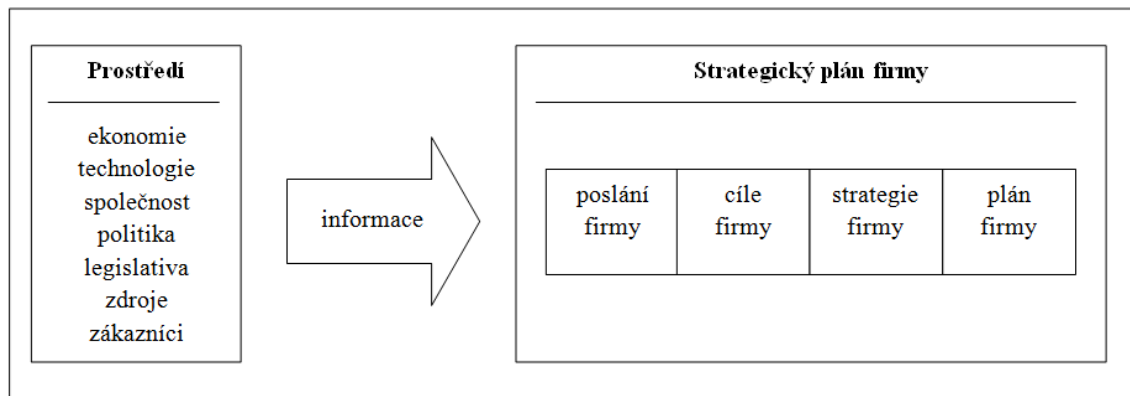 Prostředí
ekonomie
technologie
společnost
politika
legislativa
zdroje
zákazníci
informace
Strategický plán firmy
poslání
firmy
cíle
firmy
strategie
firmy
plán
firmy